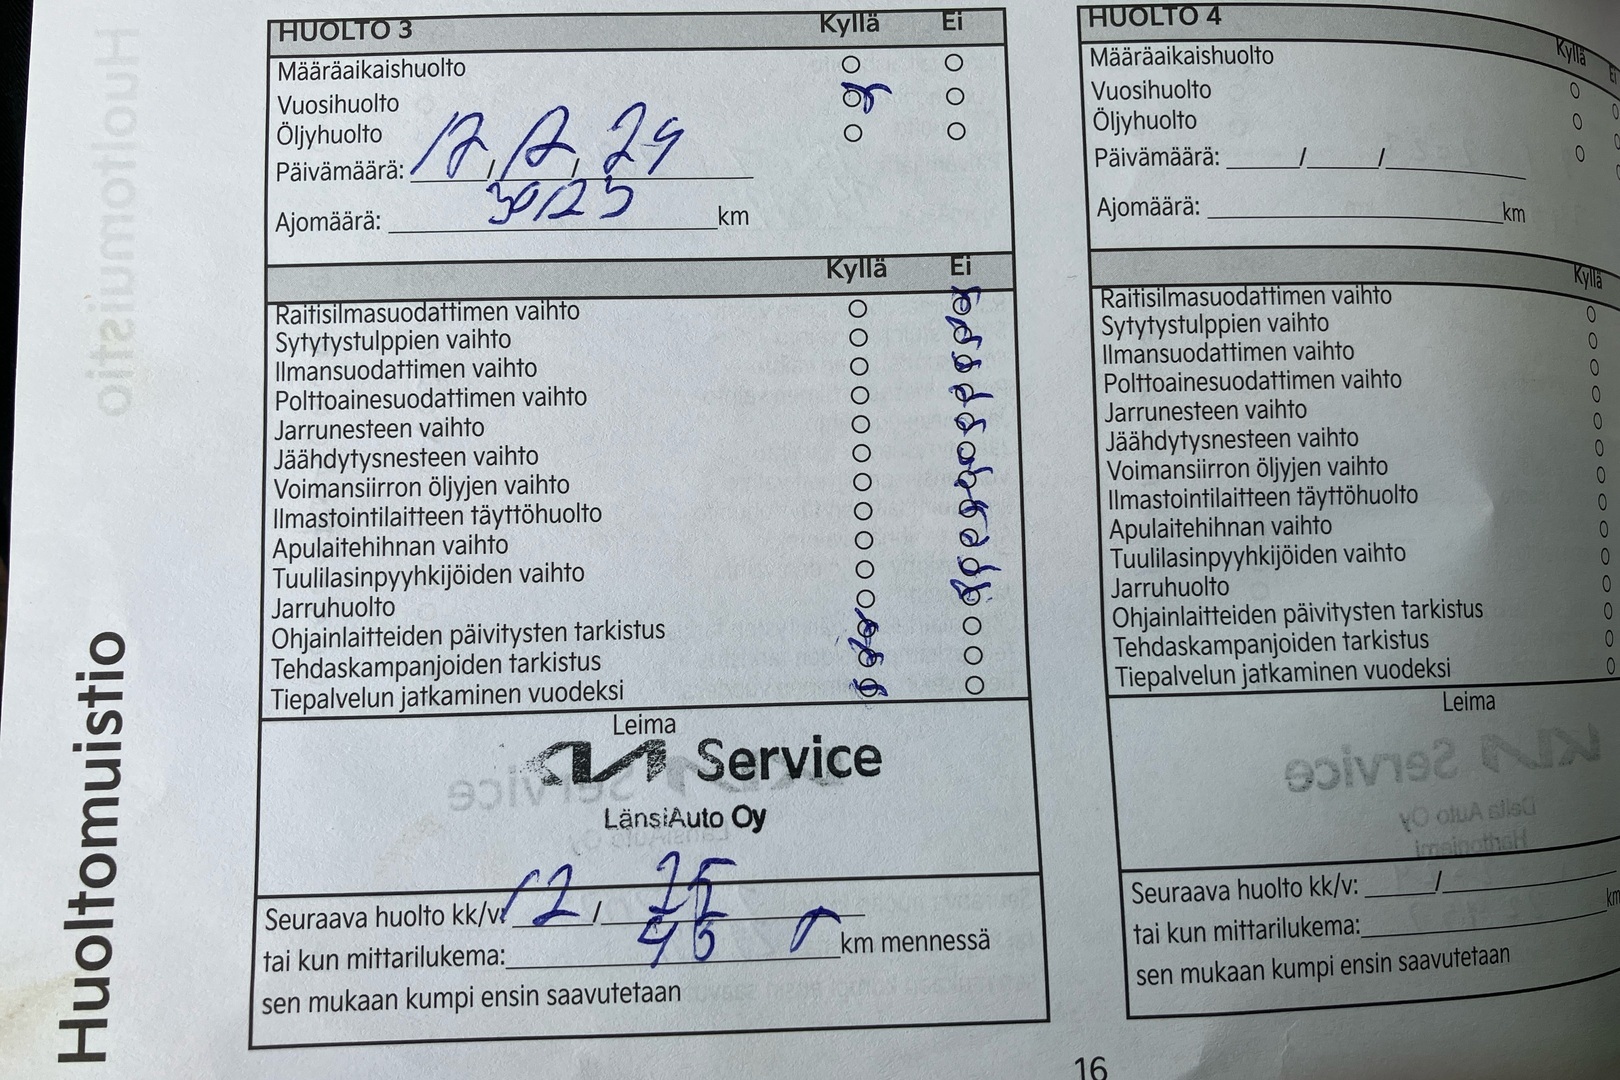 Huoltomuistio
HUOLTO 3 Kyllä Ei
Määräaikaishuolto
Vuosihuolto
Öljyhuolto
Päivämäärä: 12 / 12 / 24
Ajomäärä: 30123 km
Kyllä Ei
Raitisilmasuodattimen vaihto
Sytytystulppien vaihto
Ilmansuodattimen vaihto
Polttoainesuodattimen vaihto
Jarrunesteen vaihto
Jäähdytysnesteen vaihto
Voimansiirron öljyjen vaihto
Ilmastointilaitteen täyttöhuolto
Apulaitehihnan vaihto
Tuulilasinpyyhkijöiden vaihto
Jarruhuolto
Ohjainlaitteiden päivitysten tarkistus
Tehdaskampanjoiden tarkistus
Tiepalvelun jatkaminen vuodeksi
Leima
KIA Service
LänsiAuto Oy
Seuraava huolto kk/v: 12 / 25
tai kun mittarilukema: 45 km mennessä
sen mukaan kumpi ensin saavutetaan
HUOLTO 4 Kyllä Ei
Määräaikaishuolto
Vuosihuolto
Öljyhuolto
Päivämäärä: / /
Ajomäärä: km
Kyllä
Raitisilmasuodattimen vaihto
Sytytystulppien vaihto
Ilmansuodattimen vaihto
Polttoainesuodattimen vaihto
Jarrunesteen vaihto
Jäähdytysnesteen vaihto
Voimansiirron öljyjen vaihto
Ilmastointilaitteen täyttöhuolto
Apulaitehihnan vaihto
Tuulilasinpyyhkijöiden vaihto
Jarruhuolto
Ohjainlaitteiden päivitysten tarkistus
Tehdaskampanjoiden tarkistus
Tiepalvelun jatkaminen vuodeksi
Leima
Seuraava huolto kk/v: /
tai kun mittarilukema: km
sen mukaan kumpi ensin saavutetaan
16